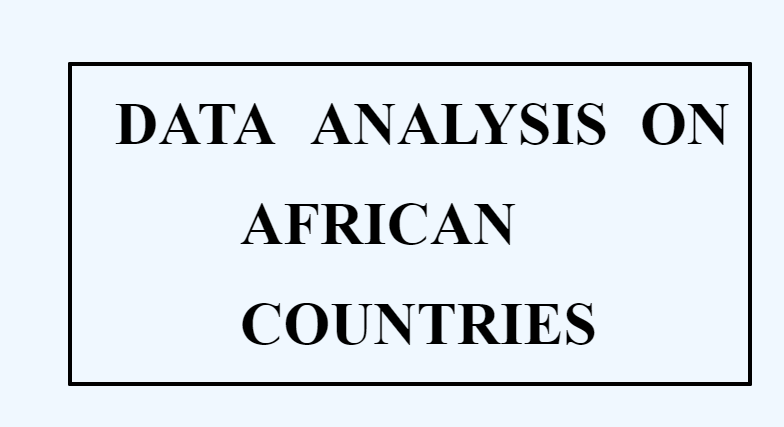 DATA ANALYSIS ON
AFRICAN
COUNTRIES